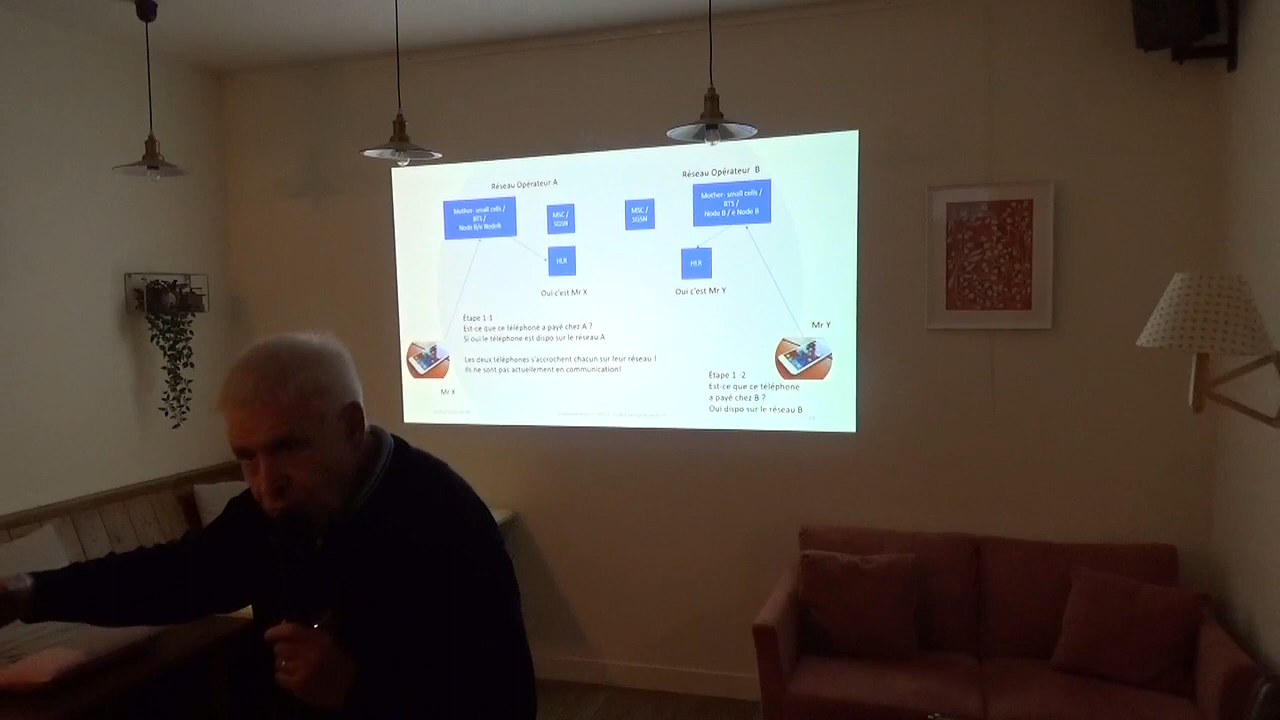 Réseau Opérateur A
Réseau Opérateur B
Mother- small cells /
BTS /
Node B/e NodeB
MSC /
SGSN
MSC /
SGSN
Mother- small cells /
BTS /
Node B / e Node B
HLR
HLR
Oui c'est Mr X
Oui c'est Mr Y
Étape 1-1
Est-ce que ce téléphone a payé chez A ?
Si oui le téléphone est dispo sur le réseau A
Les deux téléphones s'accrochent chacun sur leur réseau !
Ils ne sont pas actuellement en communication!
Mr X
Mr Y
Étape 1 -2
Est-ce que ce téléphone
a payé chez B ?
Oui dispo sur le réseau B